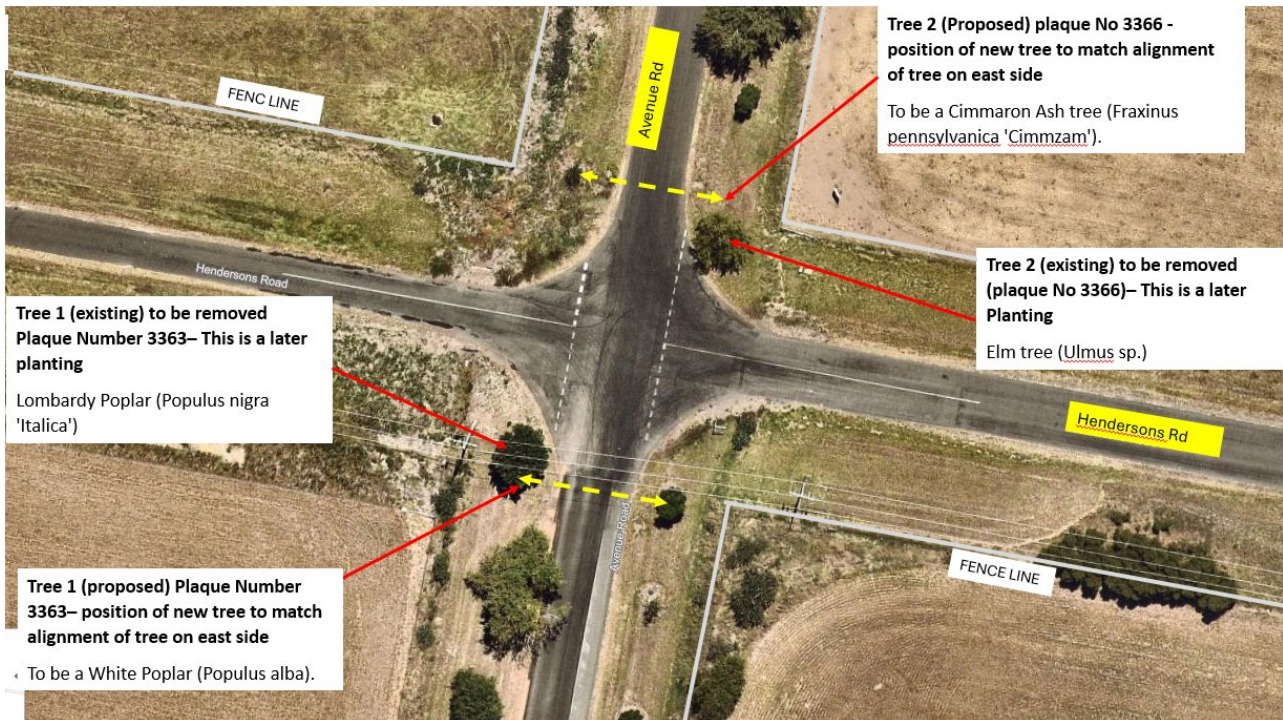 Tree 2 (Proposed) plaque No 3366 -
position of new tree to match alignment
of tree on east side
To be a Cimmaron Ash tree (Fraxinus
pennsylvanica 'Cimmzam').
Avenue Rd
FENC LINE
Hendersons Road
Tree 2 (existing) to be removed
(plaque No 3366)– This is a later
Planting
Elm tree (Ulmus sp.)
Tree 1 (existing) to be removed
Plaque Number 3363– This is a later
planting
Lombardy Poplar (Populus nigra
'Italica')
Hendersons Rd
Avenue Road
FENCE LINE
Tree 1 (proposed) Plaque Number
3363– position of new tree to match
alignment of tree on east side
To be a White Poplar (Populus alba).